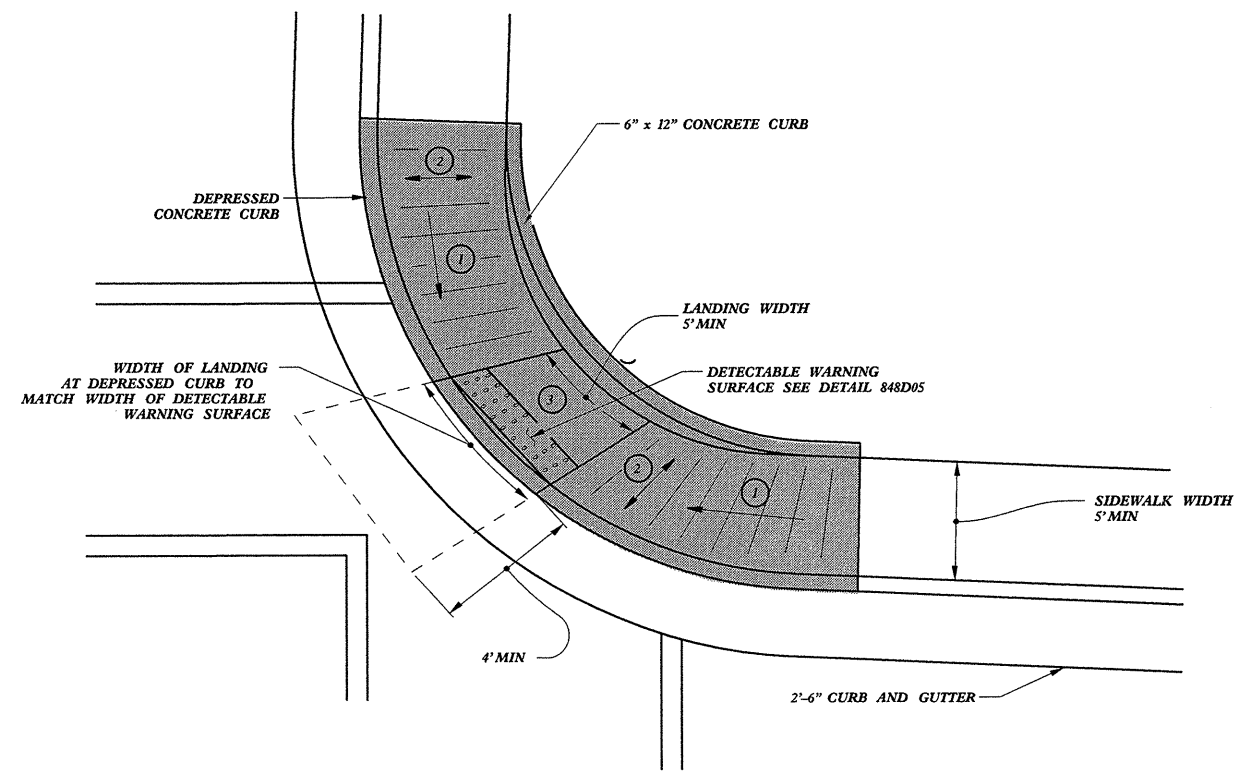 6" x 12" CONCRETE CURB
2
DEPRESSED
CONCRETE CURB
1
LANDING WIDTH
5' MIN
WIDTH OF LANDING
AT DEPRESSED CURB TO
MATCH WIDTH OF DETECTABLE
WARNING SURFACE
DETECTABLE WARNING
SURFACE SEE DETAIL 848D05
3
2
1
SIDEWALK WIDTH
5' MIN
4' MIN
2'-6" CURB AND GUTTER